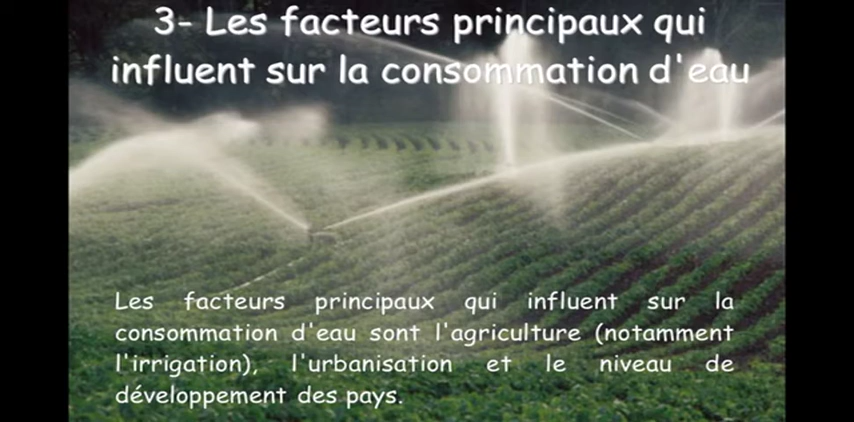 3- Les facteurs principaux qui
influent sur la consommation d'eau
Les facteurs principaux qui influent sur la
consommation d'eau sont l'agriculture (notamment
l'irrigation), l'urbanisation et le niveau de
développement des pays.